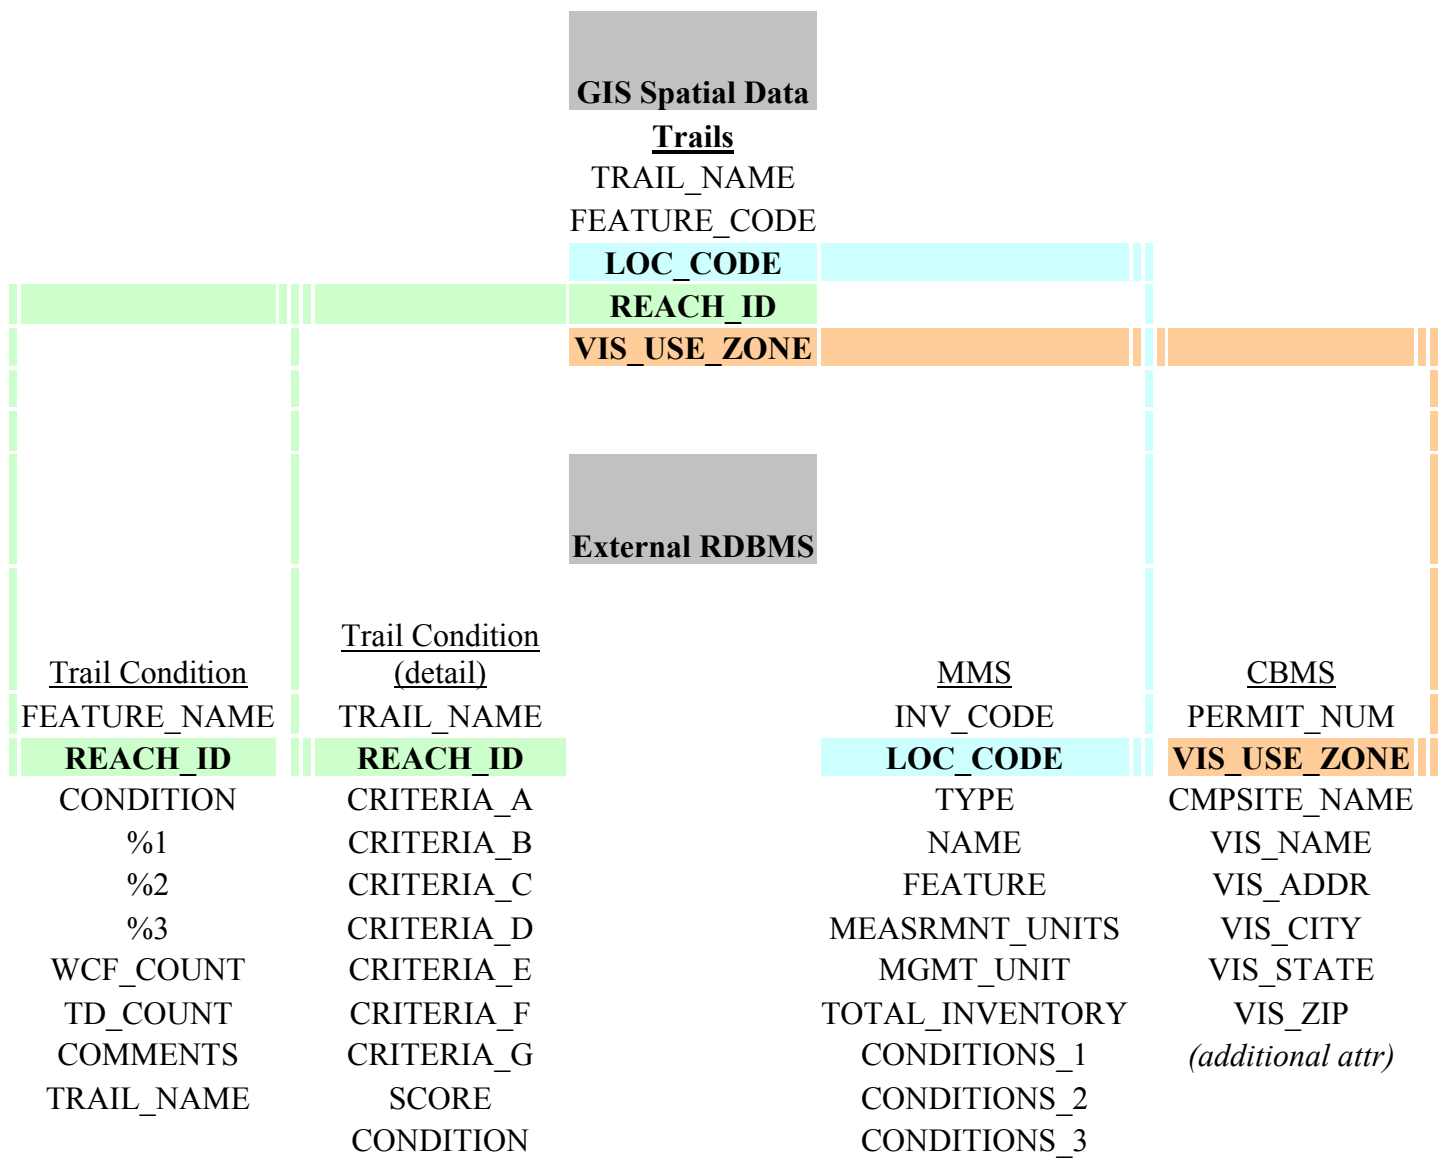 GIS Spatial Data
Trails
TRAIL_NAME
FEATURE_CODE
LOC_CODE
REACH_ID
VIS_USE_ZONE
External RDBMS
Trail Condition
FEATURE_NAME
REACH_ID
CONDITION
%1
%2
%3
WCF_COUNT
TD_COUNT
COMMENTS
TRAIL_NAME
Trail Condition
(detail)
TRAIL_NAME
REACH_ID
CRITERIA_A
CRITERIA_B
CRITERIA_C
CRITERIA_D
CRITERIA_E
CRITERIA_F
CRITERIA_G
SCORE
CONDITION
MMS
INV_CODE
LOC_CODE
TYPE
NAME
FEATURE
MEASRMNT_UNITS
MGMT_UNIT
TOTAL_INVENTORY
CONDITIONS_1
CONDITIONS_2
CONDITIONS_3
CBMS
PERMIT_NUM
VIS_USE_ZONE
CMPSITE_NAME
VIS_NAME
VIS_ADDR
VIS_CITY
VIS_STATE
VIS_ZIP
(additional attr)